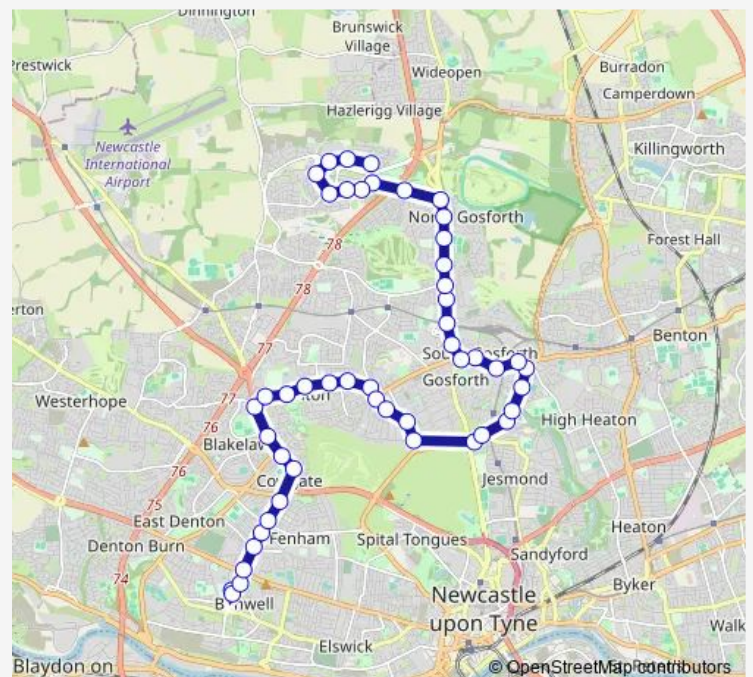 Dinnington
Prestwick
Brunswick
Village
Wideopen
Burradon
Camperdown
Hazlerigg Village
Newcastle
International
Airport
Killingworth
Gosforth
78
Forest Hall
78
erton
Benton
77
Gosforth
Westerhope
77
76
High Heaton
76
Jesmond
75
East Denton
Heaton
Denton Burn
Fenham
Spital Tongues
Sandyford
74
Byker
Newcastle
upon Tyne
Walk
Elswick
Blaydon on
© OpenStreetMap contributors